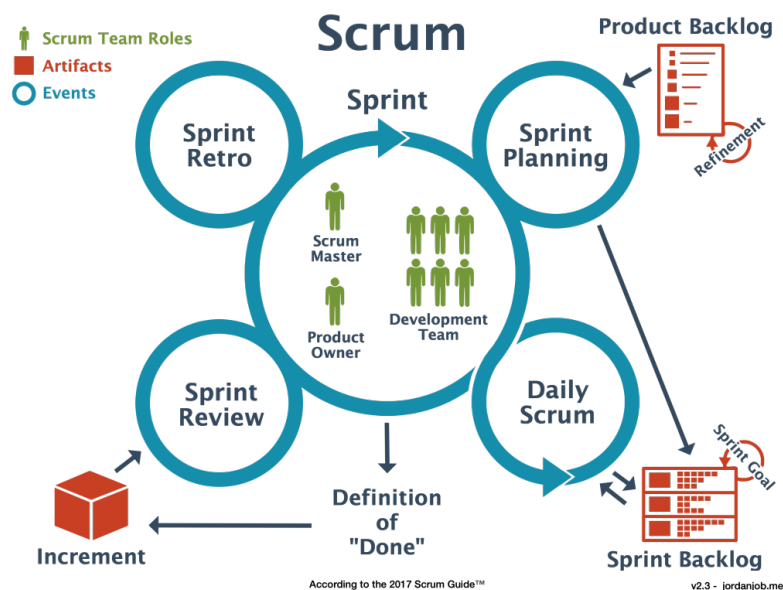 Scrum
Scrum Team Roles
Artifacts
Events
Product Backlog
Refinement
Sprint
Sprint
Retro
Sprint
Planning
Scrum
Master
Product
Owner
Development
Team
Sprint
Review
Daily
Scrum
Sprint Goal
Sprint Backlog
Definition
of
"Done"
Increment
According to the 2017 Scrum Guide™
v2.3 - jordanjob.me